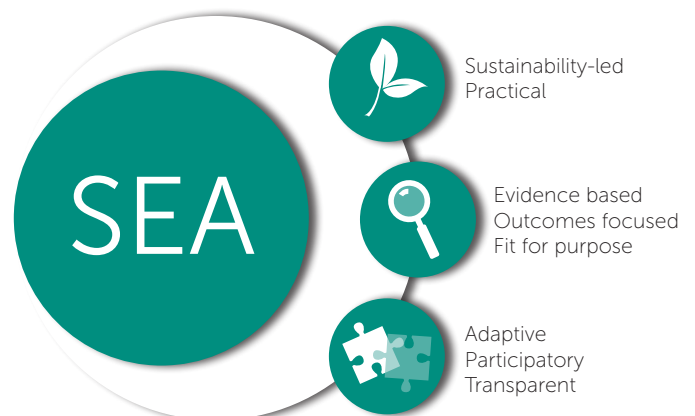 SEA
Sustainability-led
Practical
Evidence based
Outcomes focused
Fit for purpose
Adaptive
Participatory
Transparent